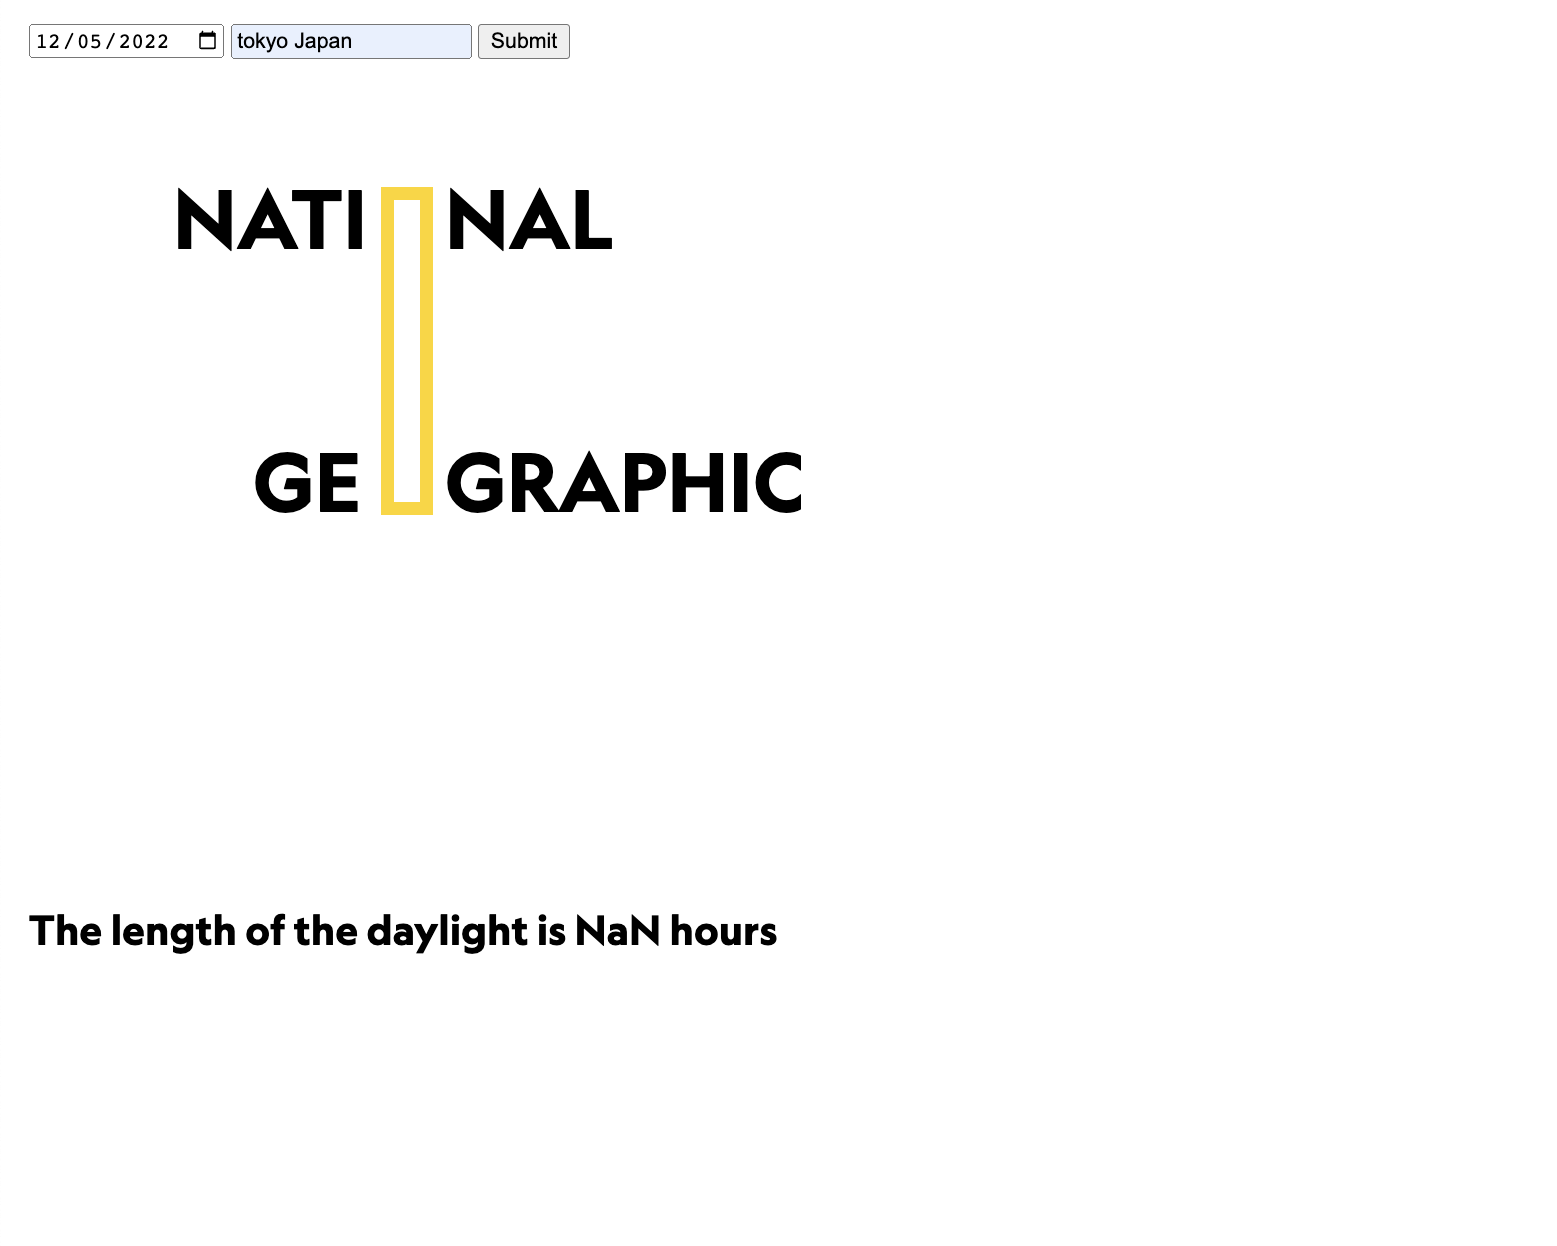 12/05/2022 tokyo Japan Submit
NATI NAL
GE GRAPHIC
The length of the daylight is NaN hours